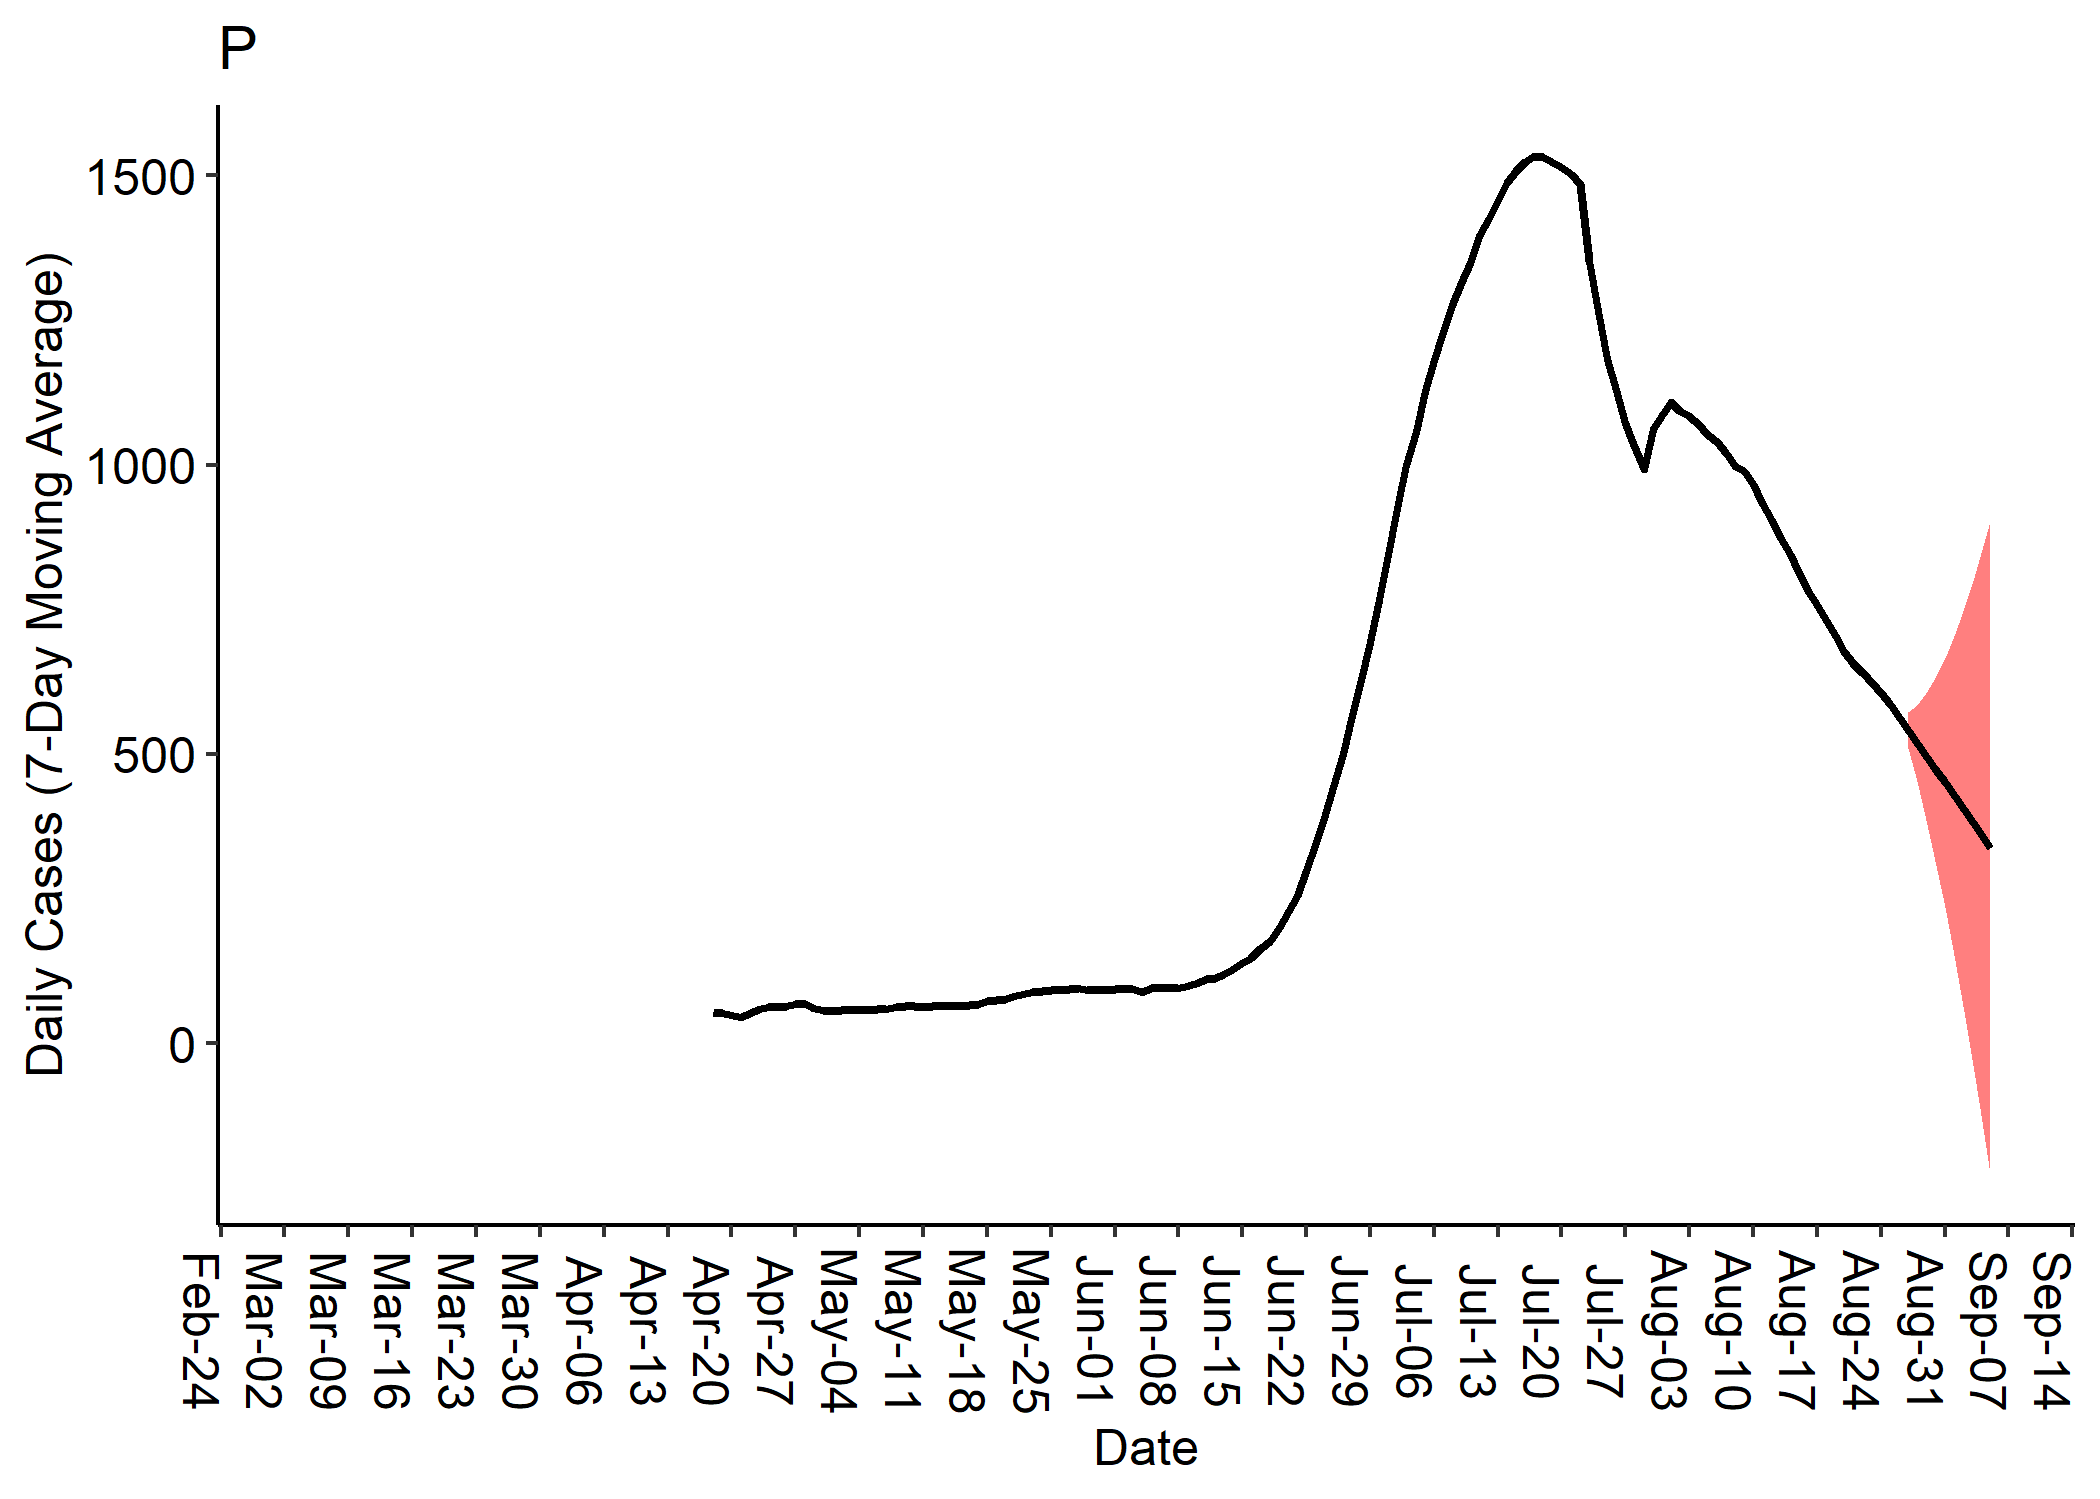 P
Daily Cases (7-Day Moving Average)
1500
1000
500
0
Feb-24
Mar-02
Mar-09
Mar-16
Mar-23
Mar-30
Apr-06
Apr-13
Apr-20
Apr-27
May-04
May-11
May-18
May-25
Jun-01
Jun-08
Jun-15
Jun-22
Jun-29
Jul-06
Jul-13
Jul-20
Jul-27
Aug-03
Aug-10
Aug-17
Aug-24
Aug-31
Sep-07
Sep-14
Date